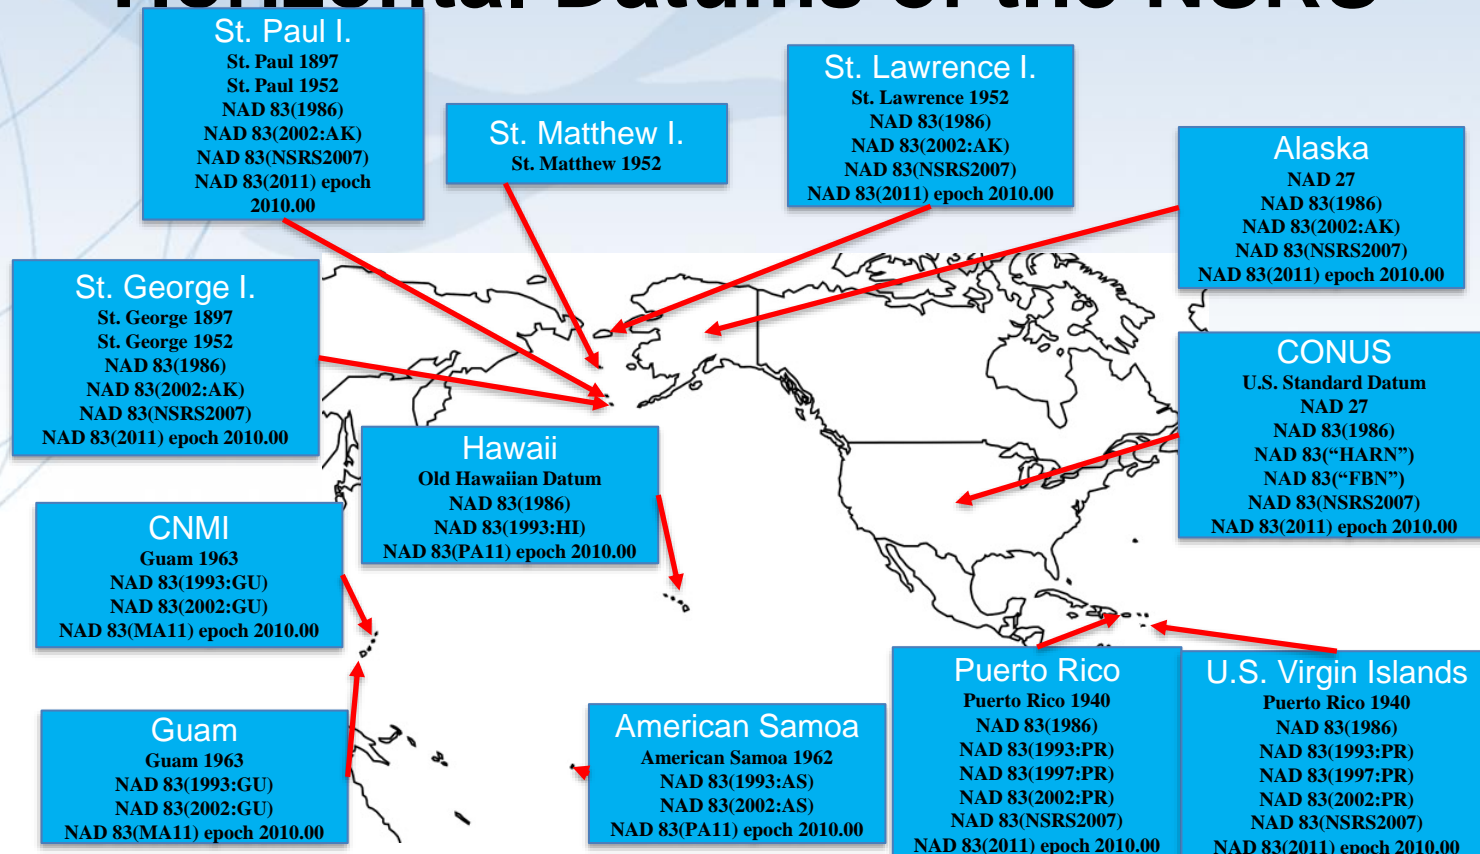 Horizontal Datums of the NSRS
St. Paul I.
St. Paul 1897
St. Paul 1952
NAD 83(1986)
NAD 83(2002:AK)
NAD 83(NSRS2007)
NAD 83(2011) epoch
2010.00
St. Matthew I.
St. Matthew 1952
St. Lawrence I.
St. Lawrence 1952
NAD 83(1986)
NAD 83(2002:AK)
NAD 83(NSRS2007)
NAD 83(2011) epoch 2010.00
Alaska
NAD 27
NAD 83(1986)
NAD 83(2002:AK)
NAD 83(NSRS2007)
NAD 83(2011) epoch 2010.00
St. George I.
St. George 1897
St. George 1952
NAD 83(1986)
NAD 83(2002:AK)
NAD 83(NSRS2007)
NAD 83(2011) epoch 2010.00
CONUS
U.S. Standard Datum
NAD 27
NAD 83(1986)
NAD 83(“HARN”)
NAD 83(“FBN”)
NAD 83(NSRS2007)
NAD 83(2011) epoch 2010.00
Hawaii
Old Hawaiian Datum
NAD 83(1986)
NAD 83(1993:HI)
NAD 83(PA11) epoch 2010.00
CNMI
Guam 1963
NAD 83(1993:GU)
NAD 83(2002:GU)
NAD 83(MA11) epoch 2010.00
Guam
Guam 1963
NAD 83(1993:GU)
NAD 83(2002:GU)
NAD 83(MA11) epoch 2010.00
American Samoa
American Samoa 1962
NAD 83(1993:AS)
NAD 83(2002:AS)
NAD 83(PA11) epoch 2010.00
Puerto Rico
Puerto Rico 1940
NAD 83(1986)
NAD 83(1993:PR)
NAD 83(1997:PR)
NAD 83(2002:PR)
NAD 83(NSRS2007)
NAD 83(2011) epoch 2010.00
U.S. Virgin Islands
Puerto Rico 1940
NAD 83(1986)
NAD 83(1993:PR)
NAD 83(1997:PR)
NAD 83(2002:PR)
NAD 83(NSRS2007)
NAD 83(2011) epoch 2010.00